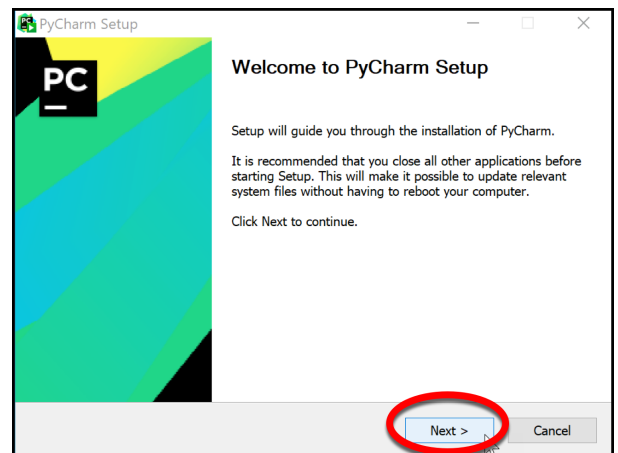 PyCharm Setup
PC
Welcome to PyCharm Setup
Setup will guide you through the installation of PyCharm.
It is recommended that you close all other applications before
starting Setup. This will make it possible to update relevant
system files without having to reboot your computer.
Click Next to continue.
Next >
Cancel